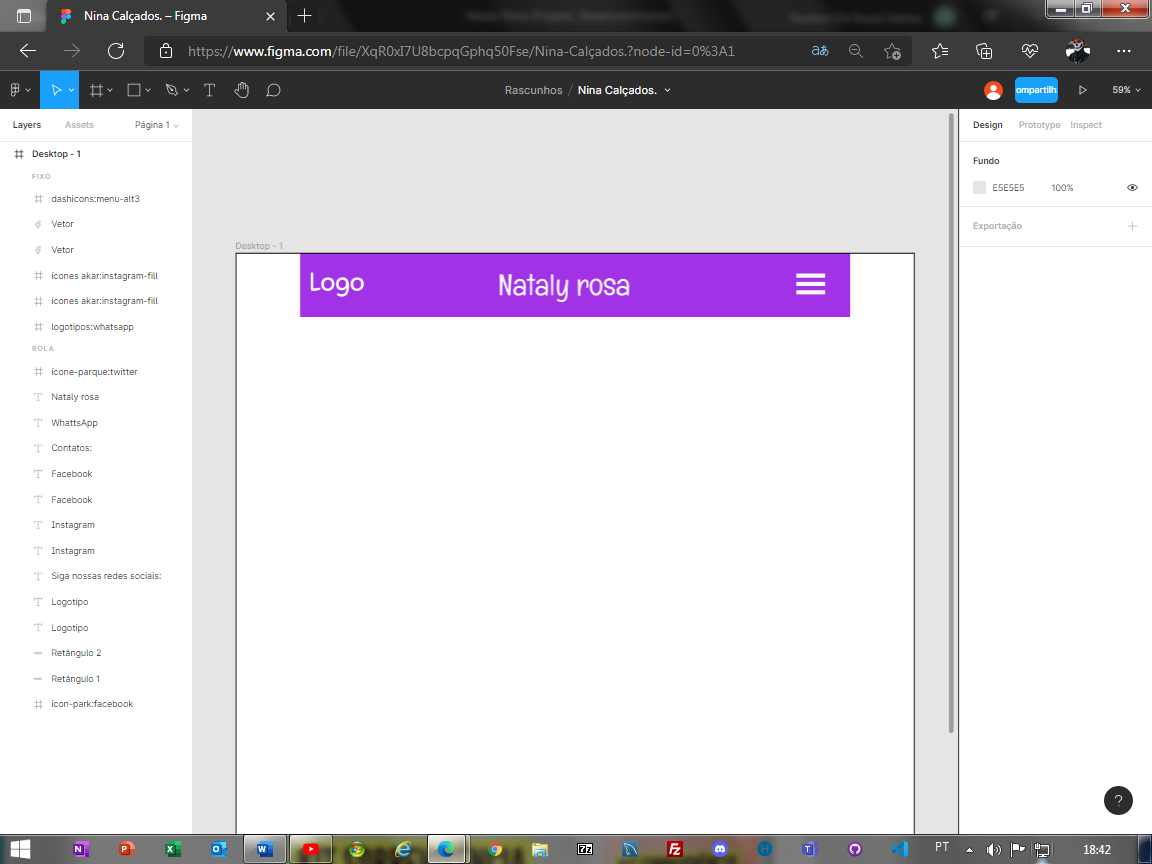 Nina Calçados. – Figma
https://www.figma.com/file/XqR0xI7U8bcpqGphq50Fse/Nina-Calçados.?node-id=0%3A1
Rascunhos / Nina Calçados.
ompartilh
59%
Layers Assets Página 1
Design Prototype Inspect
Desktop - 1
FIXO
dashicons:menu-alt3
Vetor
Vetor
ícones akar:instagram-fill
ícones akar:instagram-fill
logotipos:whatsapp
ROLA
ícone-parque:twitter
Nataly rosa
WhattsApp
Contatos:
Facebook
Facebook
Instagram
Instagram
Siga nossas redes sociais:
Logotipo
Logotipo
Retângulo 2
Retângulo 1
icon-park:facebook
Desktop - 1
Logo
Nataly rosa
Fundo
E5E5E5 100%
Exportação
?
PT
18:42